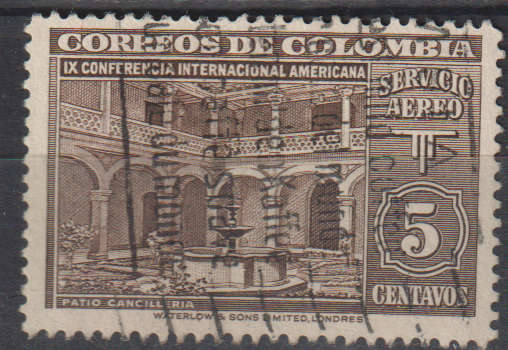 CORREOS DE COLOMBIA
IX CONFERENCIA INTERNACIONAL AMERICANA
SERVICIO
AEREO
5
CENTAVOS
PATIO CANCILLERIA
WATERLOW & SONS LIMITED, LONDRES